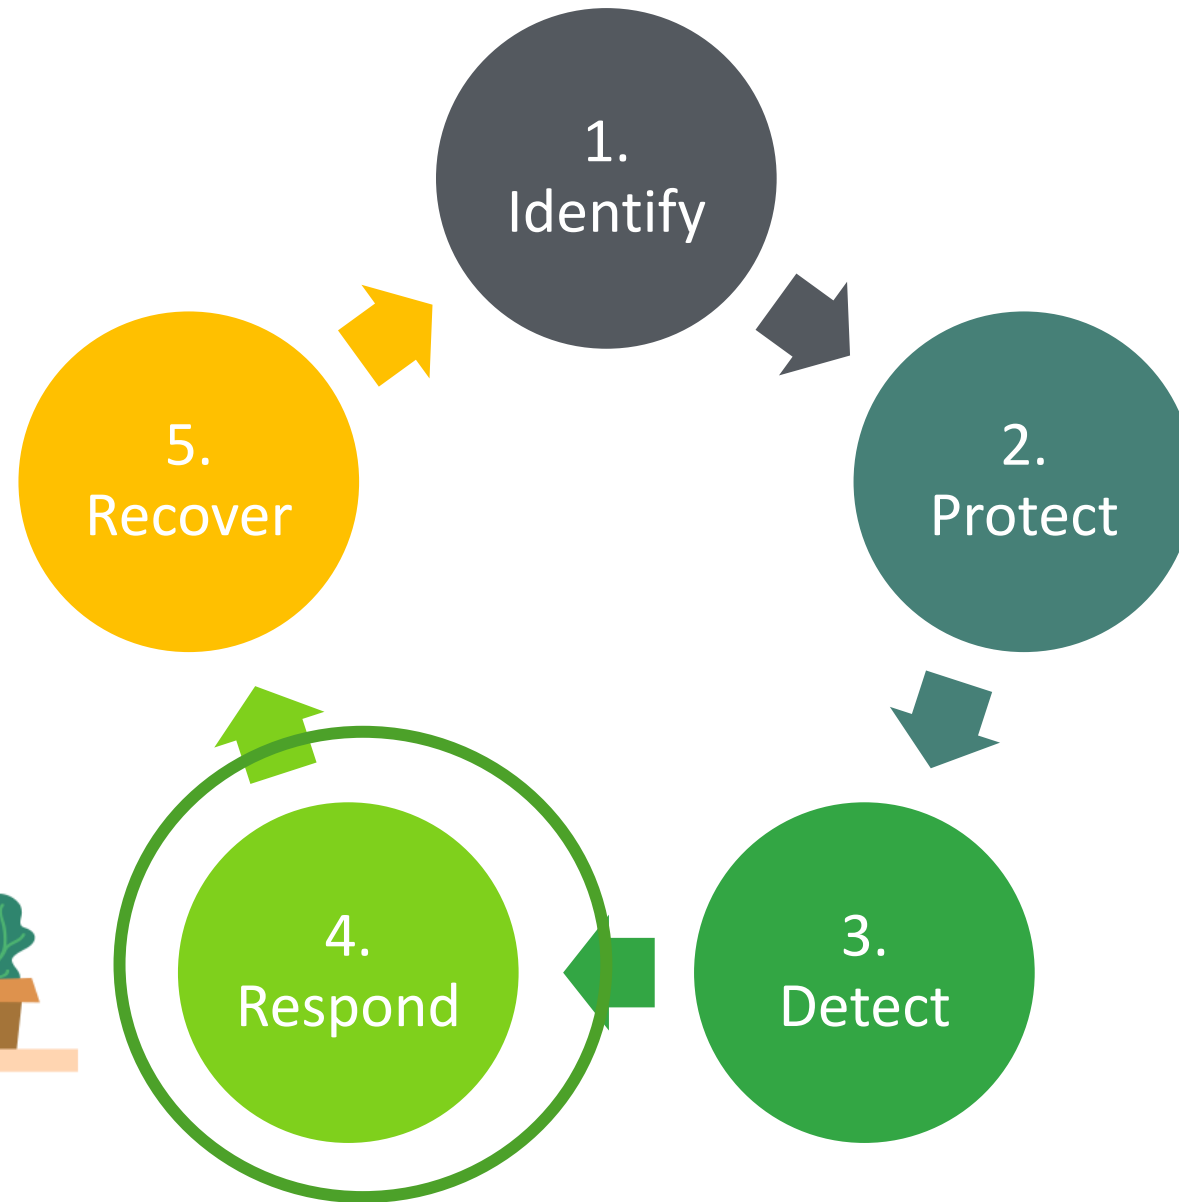 1.
Identify
2.
Protect
3.
Detect
4.
Respond
5.
Recover